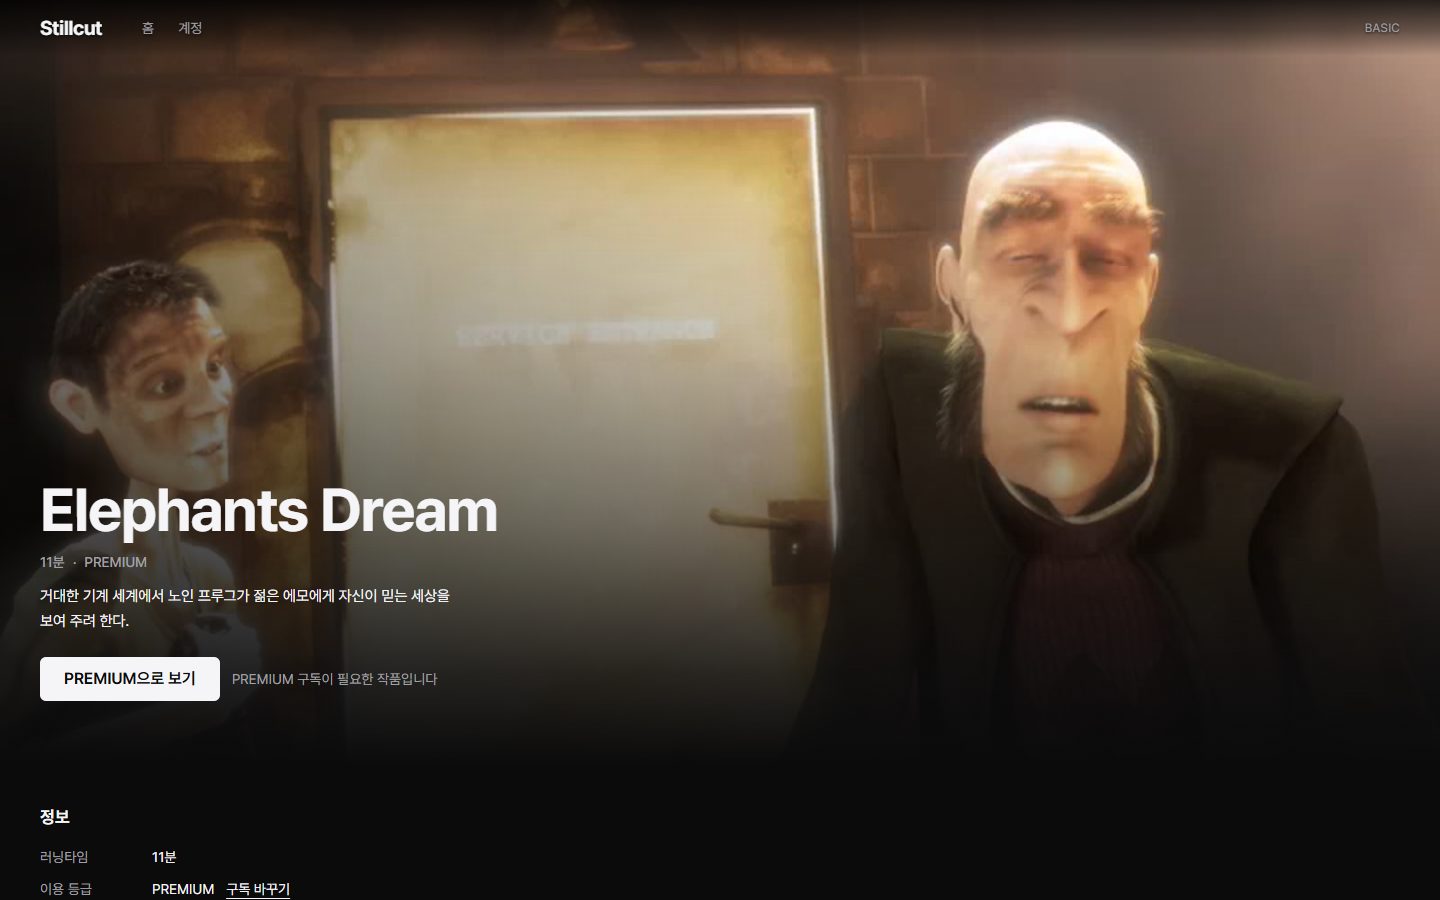 Stillcut 홈 계정 BASIC
Elephants Dream
11분 · PREMIUM
거대한 기계 세계에서 노인 프루그가 젊은 에모에게 자신이 믿는 세상을
보여 주려 한다.
PREMIUM으로 보기 PREMIUM 구독이 필요한 작품입니다
정보
러닝타임 11분
이용 등급 PREMIUM 구독 바꾸기